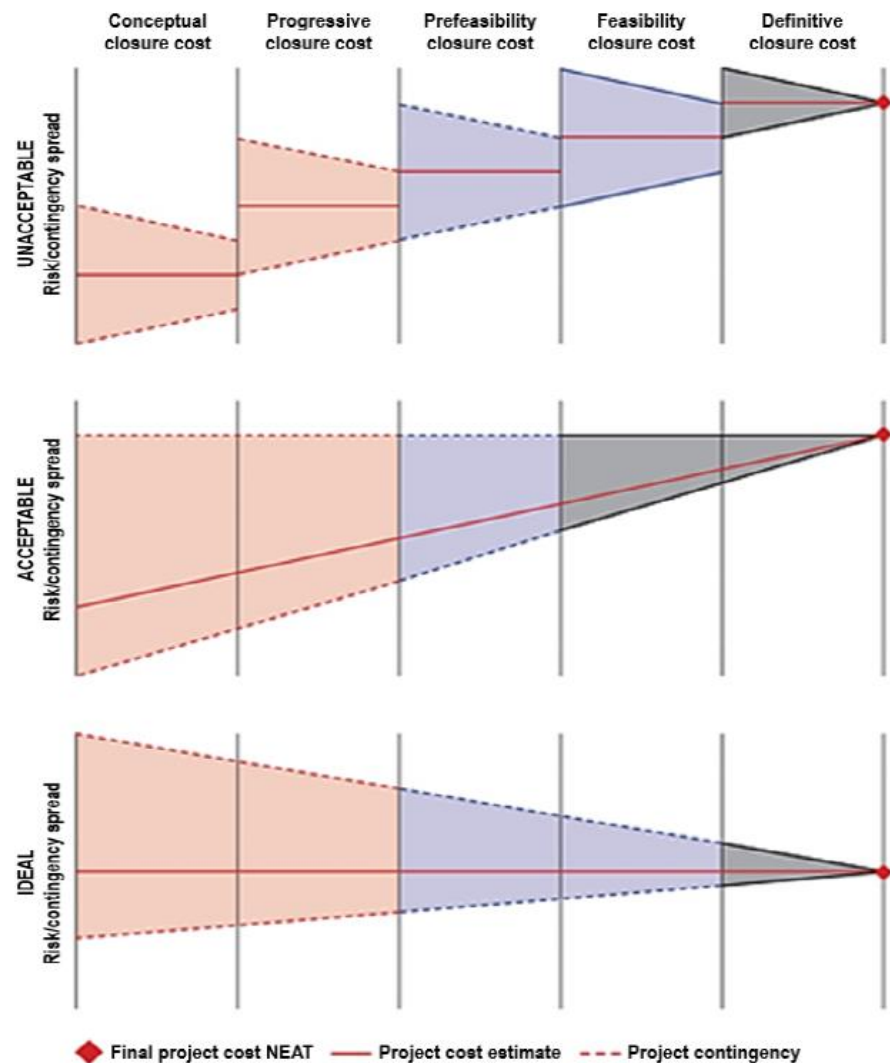 Conceptual closure cost
Progressive closure cost
Prefeasibility closure cost
Feasibility closure cost
Definitive closure cost
UNACCEPTABLE
Risk/contingency spread
ACCEPTABLE
Risk/contingency spread
IDEAL
Risk/contingency spread
Final project cost NEAT
Project cost estimate
Project contingency